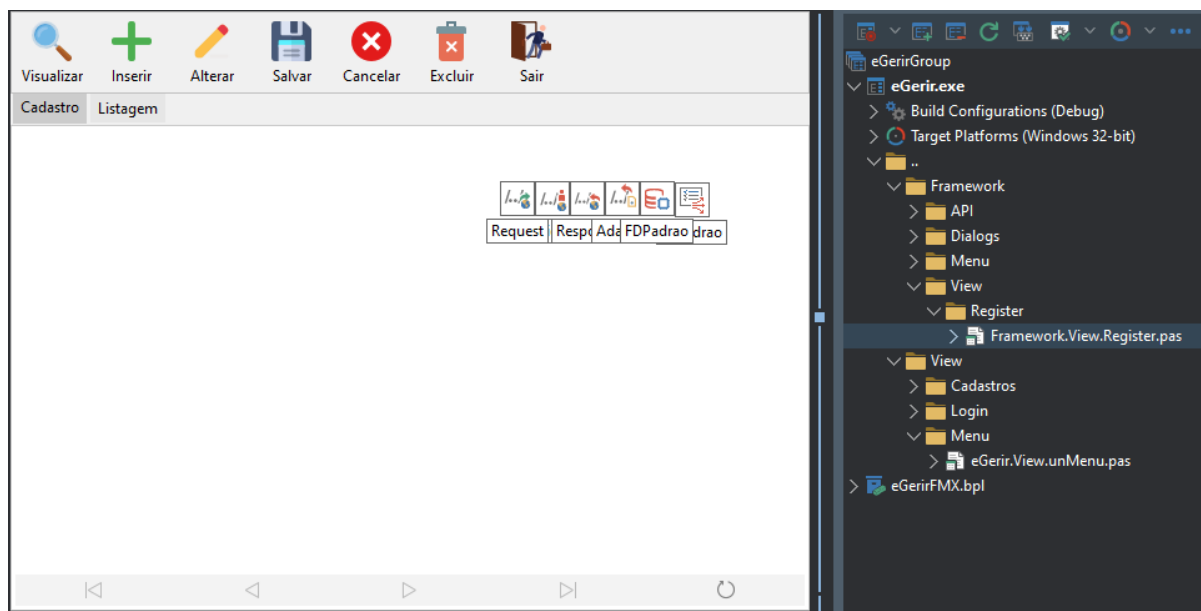 Visualizar Inserir Alterar Salvar Cancelar Excluir Sair
Cadastro Listagem
Request Resp Ada FDPadrao drao
eGerirGroup
eGerir.exe
Build Configurations (Debug)
Target Platforms (Windows 32-bit)
..
Framework
API
Dialogs
Menu
View
Register
Framework.View.Register.pas
View
Cadastros
Login
Menu
eGerir.View.unMenu.pas
eGerirFMX.bpl